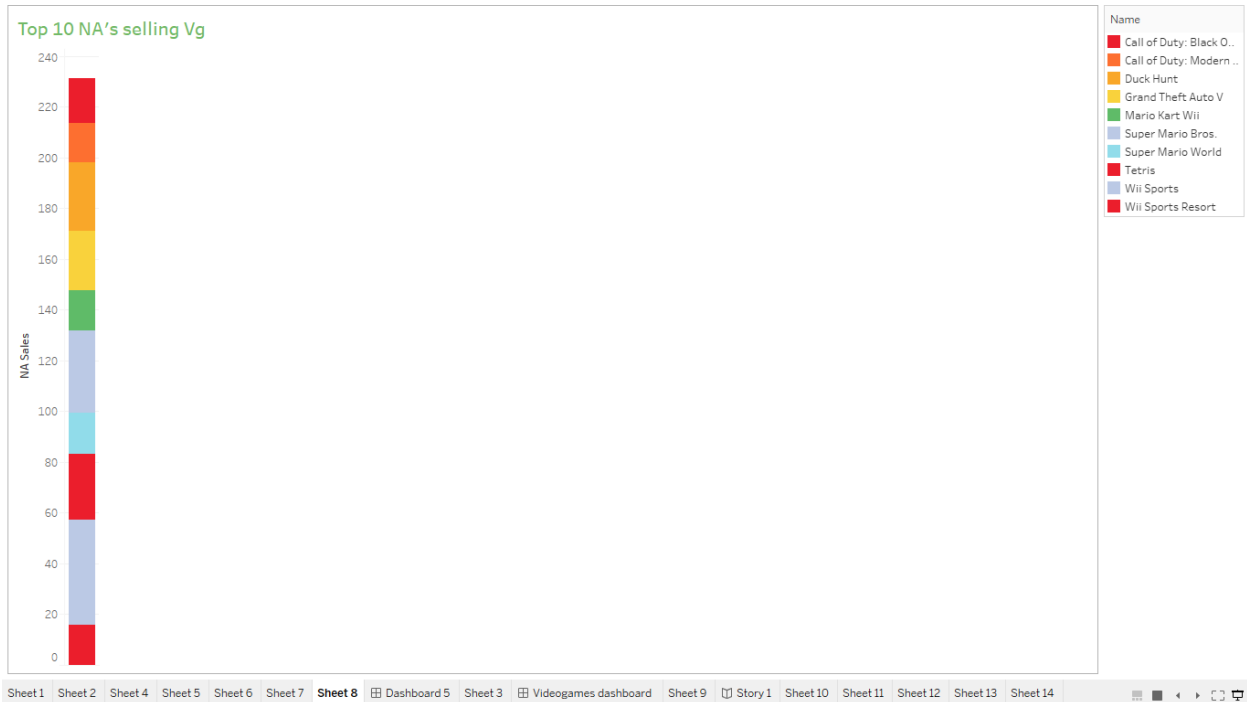 Top 10 NA's selling Vg
240
220
200
180
160
140
120
100
80
60
40
20
0
NA Sales
Name
Call of Duty: Black O..
Call of Duty: Modern ..
Duck Hunt
Grand Theft Auto V
Mario Kart Wii
Super Mario Bros.
Super Mario World
Tetris
Wii Sports
Wii Sports Resort
Sheet 1 Sheet 2 Sheet 4 Sheet 5 Sheet 6 Sheet 7 Sheet 8 Dashboard 5 Sheet 3 Videogames dashboard Sheet 9 Story 1 Sheet 10 Sheet 11 Sheet 12 Sheet 13 Sheet 14